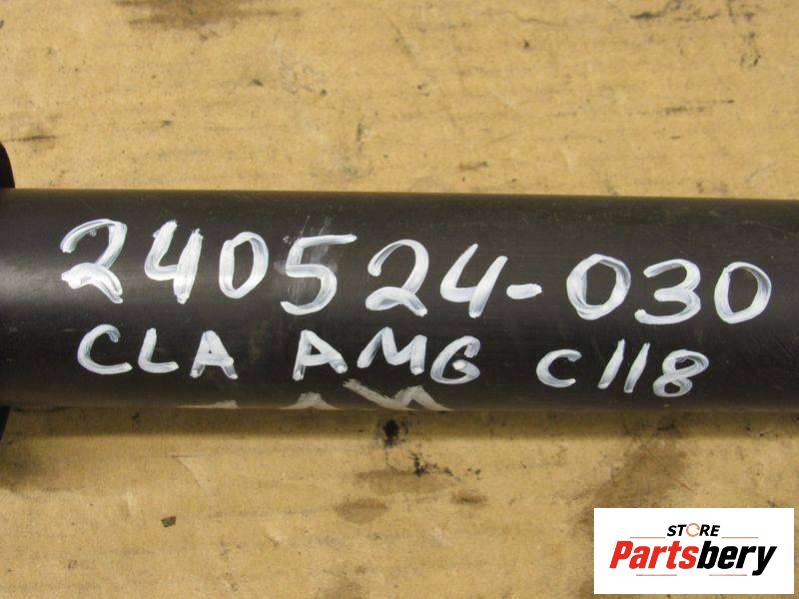 240524-030
CLA AMG C118
STORE
Partsbery